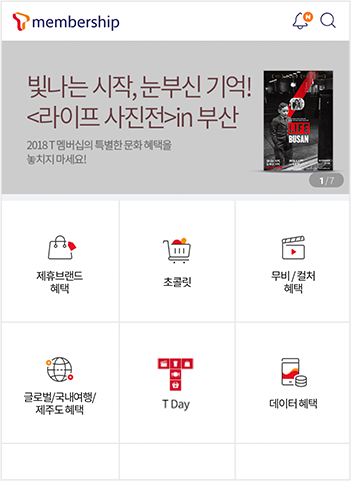 membership
N
빛나는 시작, 눈부신 기억!
<라이프 사진전>in 부산
2018 T 멤버십의 특별한 문화 혜택을
놓치지 마세요!
LIFE
BUSAN
1 / 7
제휴브랜드
혜택
초콜릿
무비 / 컬처
혜택
글로벌/국내여행/
제주도 혜택
T Day
데이터 혜택